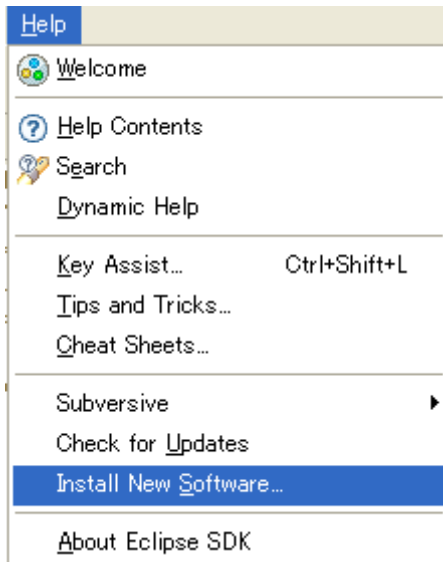 Help
Welcome
Help Contents
Search
Dynamic Help
Key Assist... Ctrl+Shift+L
Tips and Tricks...
Cheat Sheets...
Subversive
Check for Updates
Install New Software...
About Eclipse SDK